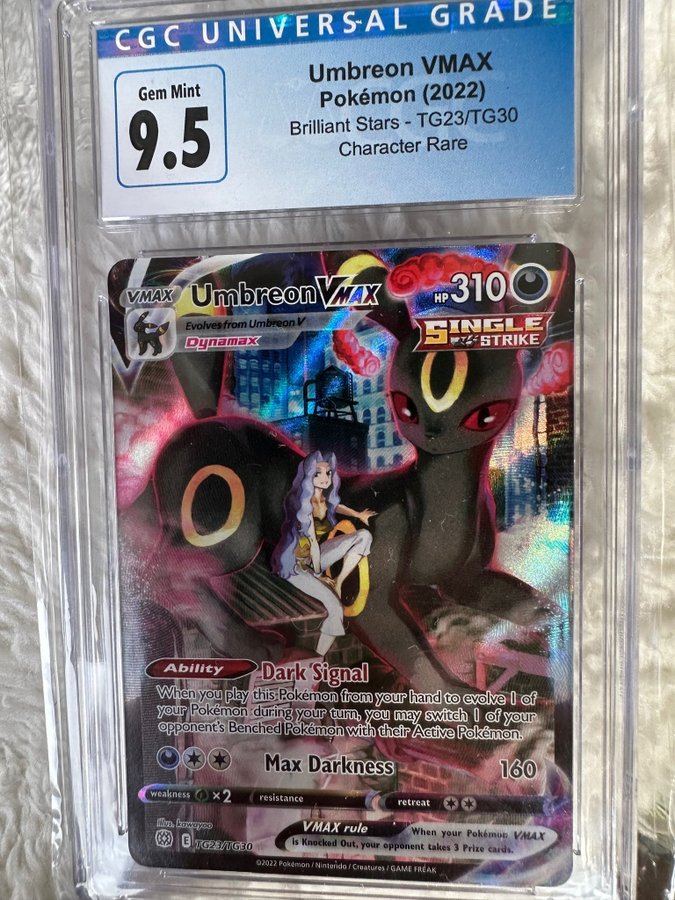 CGC UNIVERSAL GRADE
Gem Mint
9.5
Umbreon VMAX
Pokémon (2022)
Brilliant Stars - TG23/TG30
Character Rare
VMAX Umbreon VMAX HP 310
Evolves from Umbreon V
Dynamax
SINGLE
STRIKE
Ability Dark Signal
When you play this Pokémon from your hand to evolve 1 of
your Pokémon during your turn, you may switch 1 of your
opponent's Benched Pokémon with their Active Pokémon.
Max Darkness 160
weakness ×2 resistance retreat
Illus. kawayoo
E TG23/TG30
VMAX rule When your Pokémon VMAX
is Knocked Out, your opponent takes 3 Prize cards.
©2022 Pokémon / Nintendo / Creatures / GAME FREAK